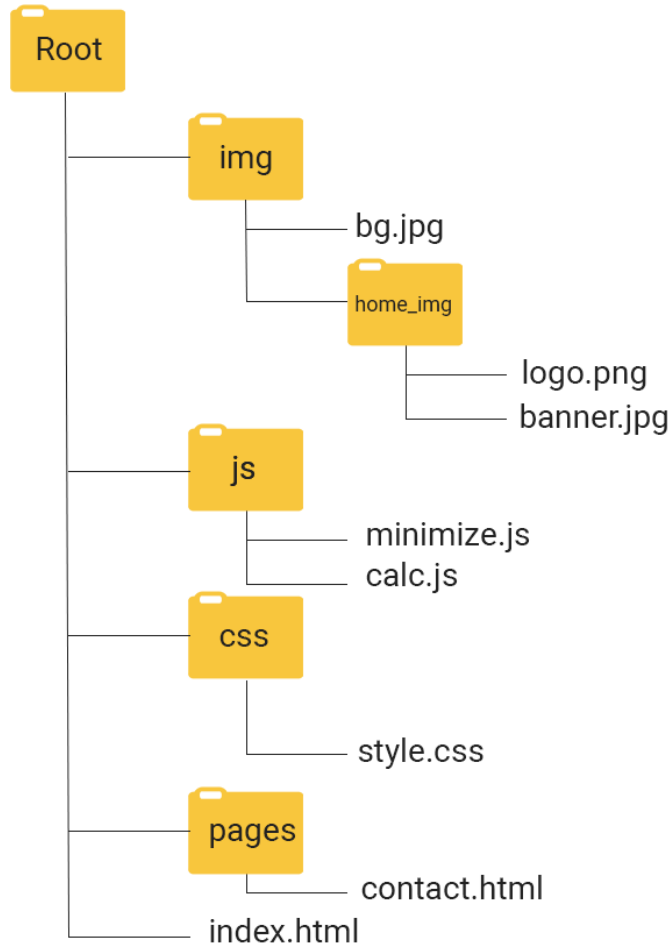 Root
img
bg.jpg
home_img
logo.png
banner.jpg
js
minimize.js
calc.js
css
style.css
pages
contact.html
index.html